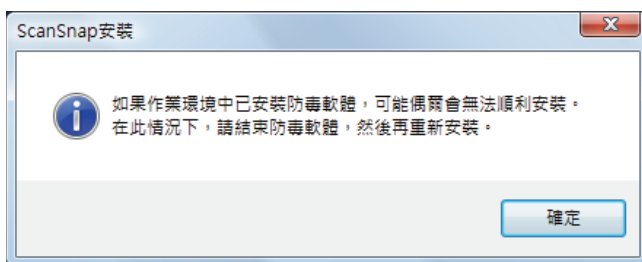 ScanSnap安裝
如果作業環境中已安裝防毒軟體，可能偶爾會無法順利安裝。
在此情況下，請結束防毒軟體，然後再重新安裝。
確定